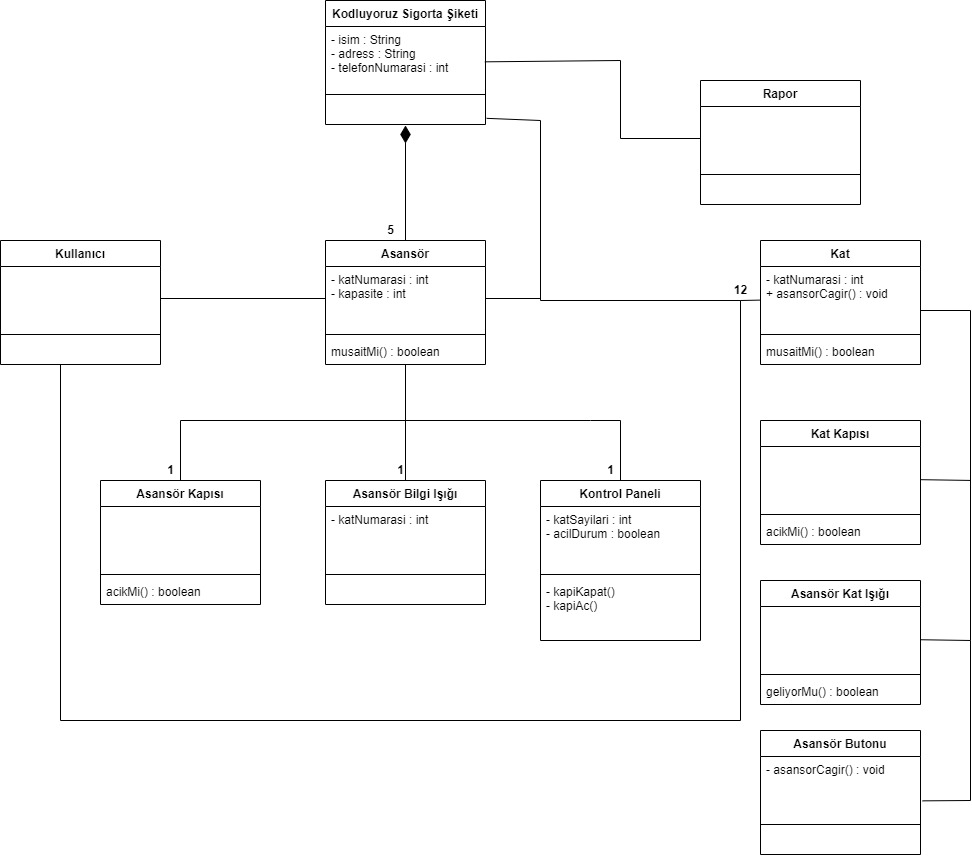 Kodluyoruz Sigorta Şiketi
- isim : String
- adress : String
- telefonNumarasi : int
Rapor
5
Kullanıcı
Asansör
- katNumarasi : int
- kapasite : int
musaitMi() : boolean
12
Kat
- katNumarasi : int
+ asansorCagir() : void
musaitMi() : boolean
1
Asansör Kapısı
acikMi() : boolean
1
Asansör Bilgi Işığı
- katNumarasi : int
1
Kontrol Paneli
- katSayilari : int
- acilDurum : boolean
- kapiKapat()
- kapiAc()
Kat Kapısı
acikMi() : boolean
Asansör Kat Işığı
geliyorMu() : boolean
Asansör Butonu
- asansorCagir() : void